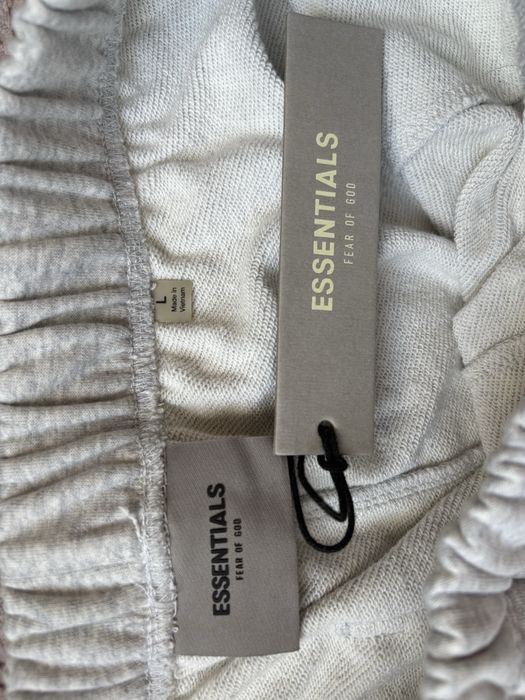 ESSENTIALS
FEAR OF GOD
L
Made in
Vietnam
ESSENTIALS
FEAR OF GOD